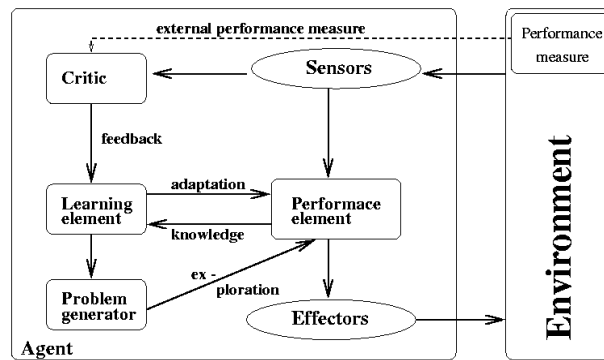 external performance measure
Performance
measure
Critic
Sensors
feedback
Learning
element
adaptation
knowledge
Performace
element
ex -
ploration
Problem
generator
Effectors
Agent
Environment